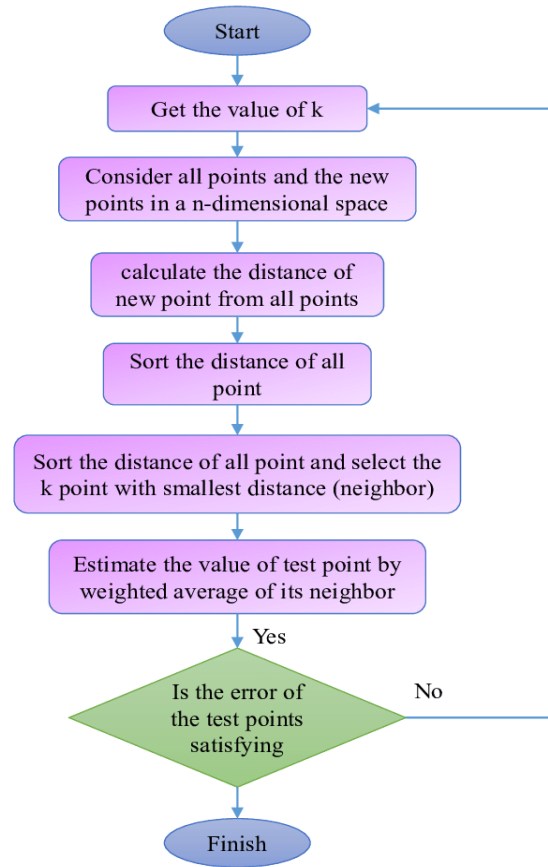 Start
Get the value of k
Consider all points and the new
points in a n-dimensional space
calculate the distance of
new point from all points
Sort the distance of all
point
Sort the distance of all point and select the
k point with smallest distance (neighbor)
Estimate the value of test point by
weighted average of its neighbor
Yes
Is the error of
the test points
satisfying
No
Finish